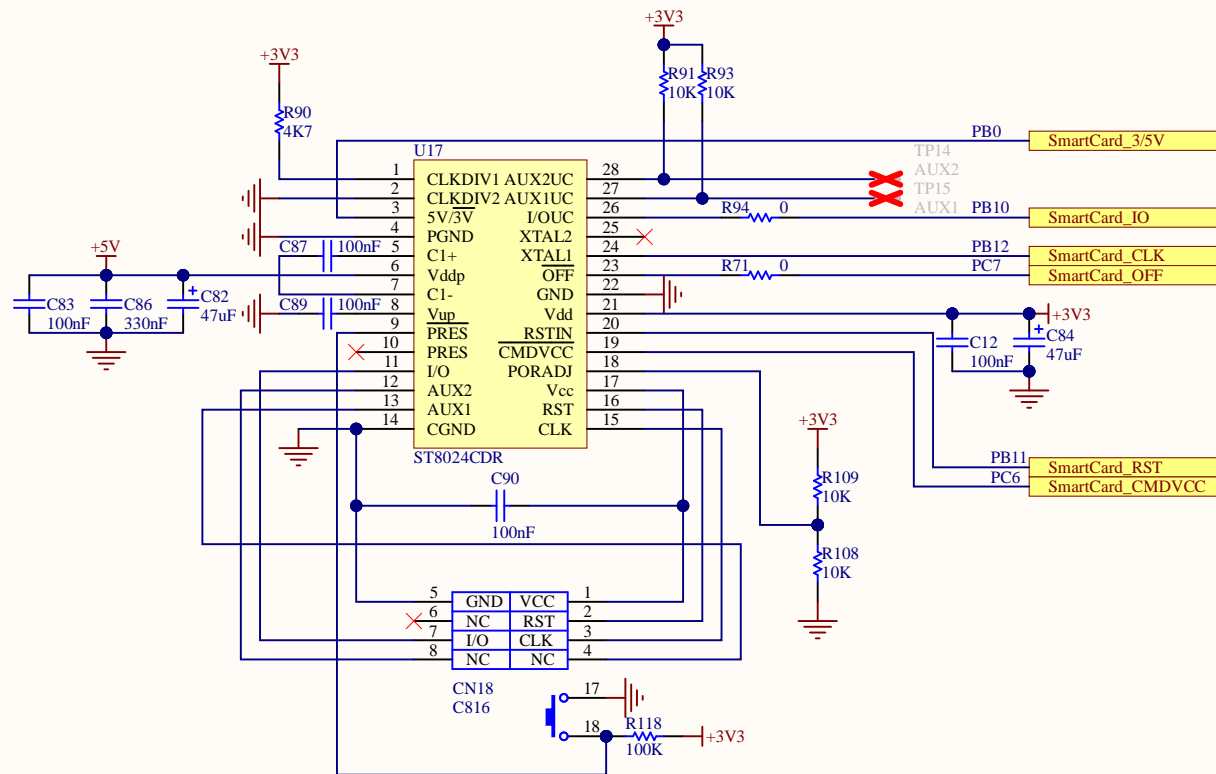 +3V3
+3V3
R91
10K
R93
10K
R90
4K7
PB0
SmartCard_3/5V
U17
TP14
AUX2
TP15
AUX1
1
CLKDIV1
AUX2UC
28
2
CLKDIV2
AUX1UC
27
3
5V/3V
I/OUC
26
R94
0
PB10
SmartCard_IO
4
PGND
XTAL2
25
C87
100nF
5
C1+
XTAL1
24
PB12
SmartCard_CLK
+5V
6
Vddp
OFF
23
R71
0
PC7
SmartCard_OFF
7
C1-
GND
22
C83
100nF
C86
330nF
C82
47uF
+
C89
100nF
8
Vup
Vdd
21
+3V3
9
PRES
RSTIN
20
10
PRES
CMDVCC
19
C12
100nF
C84
47uF
+
11
I/O
PORADJ
18
12
AUX2
Vcc
17
13
AUX1
RST
16
14
CGND
CLK
15
ST8024CDR
+3V3
PB11
SmartCard_RST
PC6
SmartCard_CMDVCC
C90
100nF
R109
10K
R108
10K
5
GND
VCC
1
6
NC
RST
2
7
I/O
CLK
3
8
NC
NC
4
CN18
C816
17
18
R118
100K
+3V3